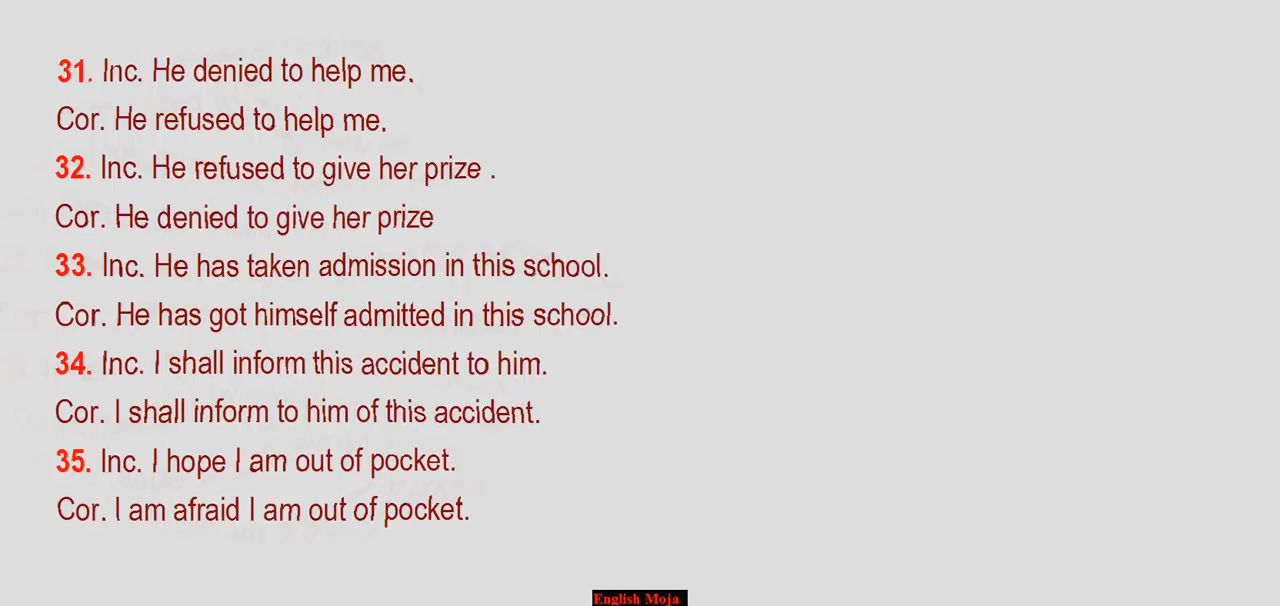 31. Inc. He denied to help me.
Cor. He refused to help me.
32. Inc. He refused to give her prize .
Cor. He denied to give her prize
33. Inc. He has taken admission in this school.
Cor. He has got himself admitted in this school.
34. Inc. I shall inform this accident to him.
Cor. I shall inform to him of this accident.
35. Inc. I hope I am out of pocket.
Cor. I am afraid I am out of pocket.
English Moja